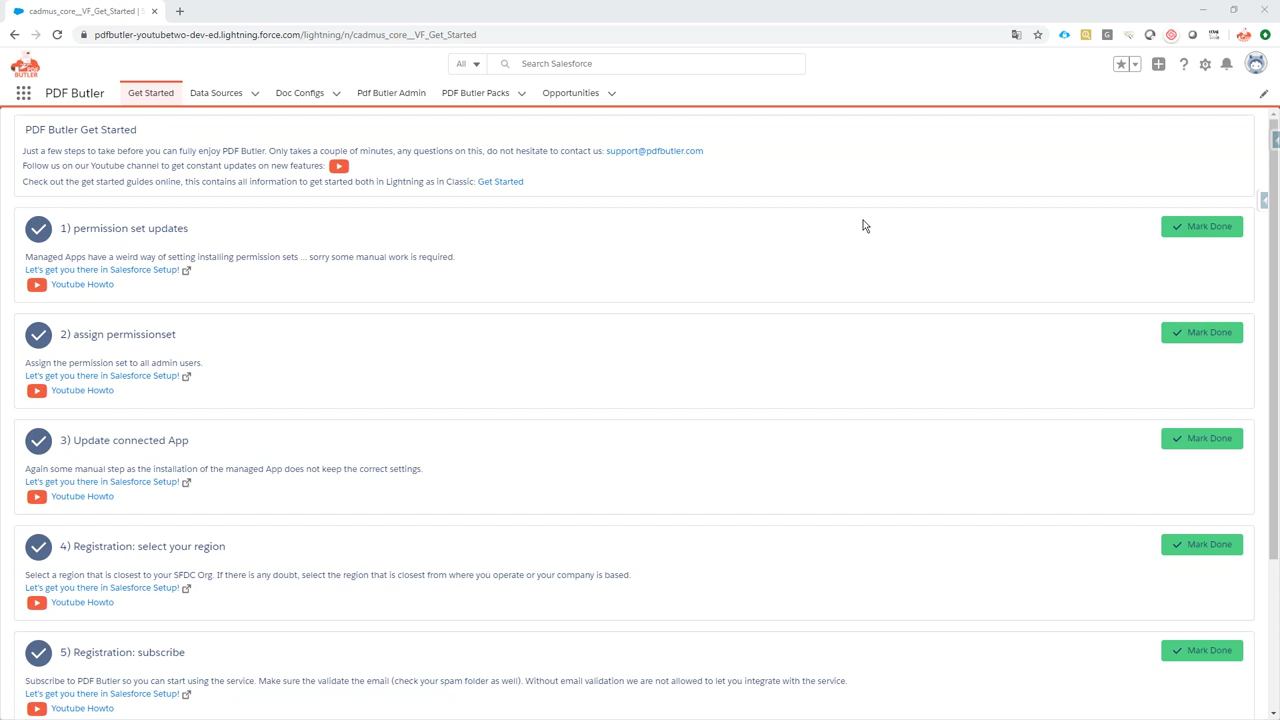 cadmus_core__VF_Get_Started | S
pdfbutler-youtubetwo-dev-ed.lightning.force.com/lightning/n/cadmus_core__VF_Get_Started
BUTLER
All
Search Salesforce
PDF Butler
Get Started
Data Sources
Doc Configs
Pdf Butler Admin
PDF Butler Packs
Opportunities
PDF Butler Get Started
Just a few steps to take before you can fully enjoy PDF Butler. Only takes a couple of minutes, any questions on this, do not hesitate to contact us: support@pdfbutler.com
Follow us on our Youtube channel to get constant updates on new features:
Check out the get started guides online, this contains all information to get started both in Lightning as in Classic: Get Started
1) permission set updates
Mark Done
Managed Apps have a weird way of setting installing permission sets ... sorry some manual work is required.
Let's get you there in Salesforce Setup!
Youtube Howto
2) assign permissionset
Mark Done
Assign the permission set to all admin users.
Let's get you there in Salesforce Setup!
Youtube Howto
3) Update connected App
Mark Done
Again some manual step as the installation of the managed App does not keep the correct settings.
Let's get you there in Salesforce Setup!
Youtube Howto
4) Registration: select your region
Mark Done
Select a region that is closest to your SFDC Org. If there is any doubt, select the region that is closest from where you operate or your company is based.
Let's get you there in Salesforce Setup!
Youtube Howto
5) Registration: subscribe
Mark Done
Subscribe to PDF Butler so you can start using the service. Make sure the validate the email (check your spam folder as well). Without email validation we are not allowed to let you integrate with the service.
Let's get you there in Salesforce Setup!
Youtube Howto